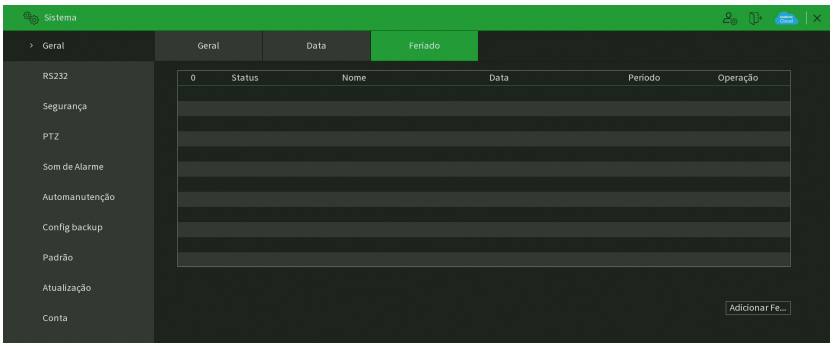 Sistema
Geral
RS232
Segurança
PTZ
Som de Alarme
Automanutenção
Config backup
Padrão
Atualização
Conta
Geral Data Feriado
0 Status Nome Data Periodo Operação
Adicionar Fe...